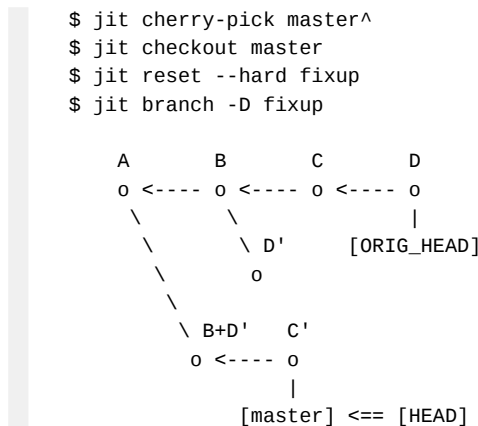 $ jit cherry-pick master^
$ jit checkout master
$ jit reset --hard fixup
$ jit branch -D fixup
A B C D
o <---- o <---- o <---- o
\ \ |
\ \ D' [ORIG_HEAD]
\ o
\
\ B+D' C'
o <---- o
|
[master] <== [HEAD]